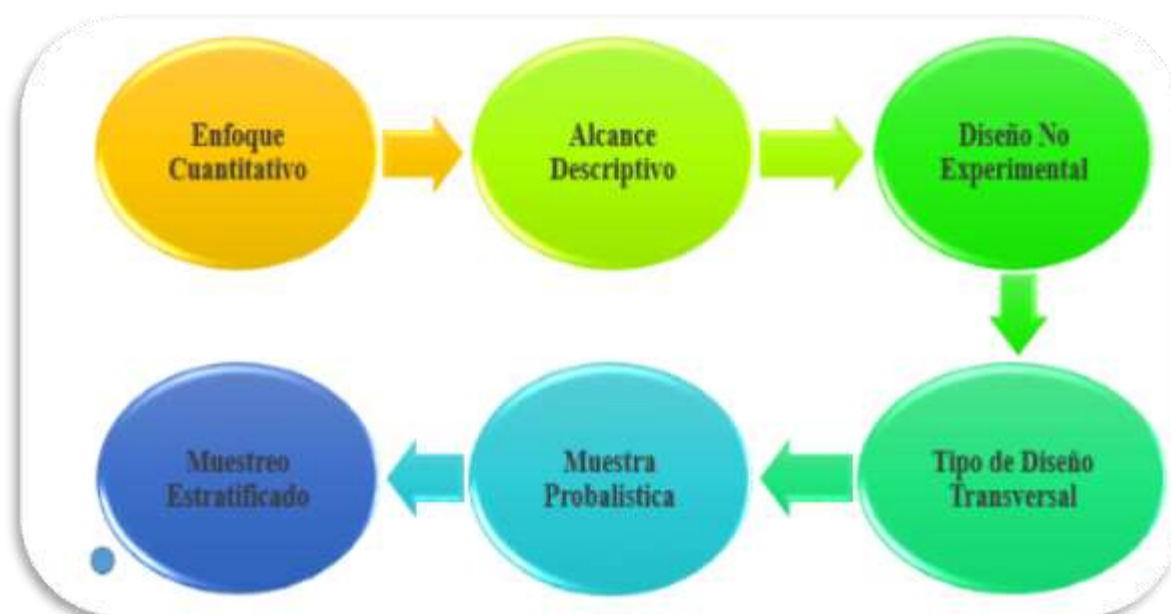 Enfoque
Cuantitativo
Alcance
Descriptivo
Diseño No
Experimental
Tipo de Diseño
Transversal
Muestra
Probalistica
Muestreo
Estratificado